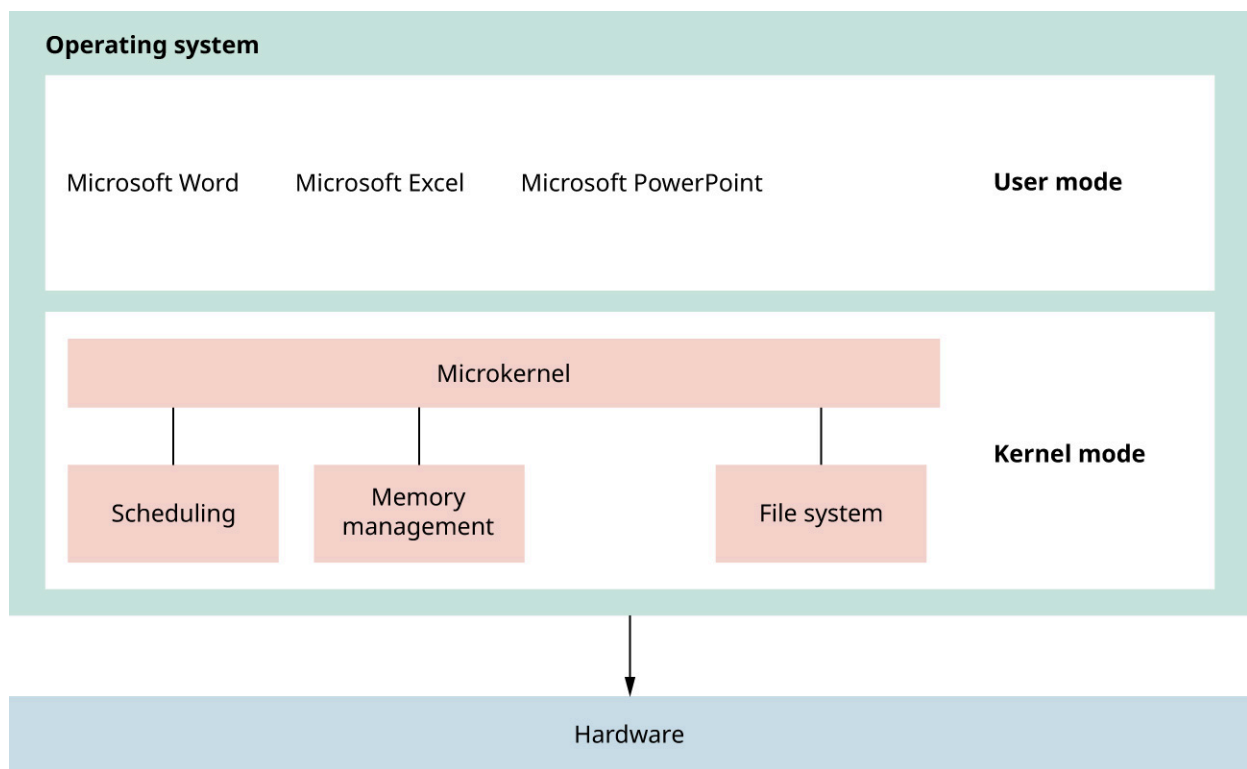 Operating system
Microsoft Word Microsoft Excel Microsoft PowerPoint User mode
Microkernel
Kernel mode
Scheduling
Memory
management
File system
Hardware